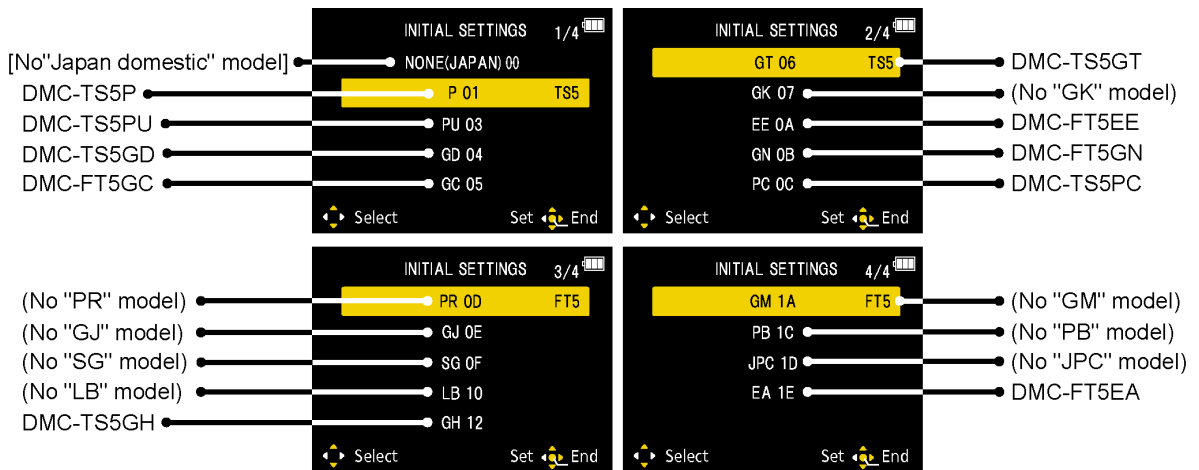 INITIAL SETTINGS 1/4
[No"Japan domestic" model] NONE(JAPAN) 00
DMC-TS5P P 01 TS5
DMC-TS5PU PU 03
DMC-TS5GD GD 04
DMC-FT5GC GC 05
Select Set End
INITIAL SETTINGS 2/4
GT 06 TS5 DMC-TS5GT
GK 07 (No "GK" model)
EE 0A DMC-FT5EE
GN 0B DMC-FT5GN
PC 0C DMC-TS5PC
Select Set End
INITIAL SETTINGS 3/4
(No "PR" model) PR 0D FT5
(No "GJ" model) GJ 0E
(No "SG" model) SG 0F
(No "LB" model) LB 10
DMC-TS5GH GH 12
Select Set End
INITIAL SETTINGS 4/4
GM 1A FT5 (No "GM" model)
PB 1C (No "PB" model)
JPC 1D (No "JPC" model)
EA 1E DMC-FT5EA
Select Set End